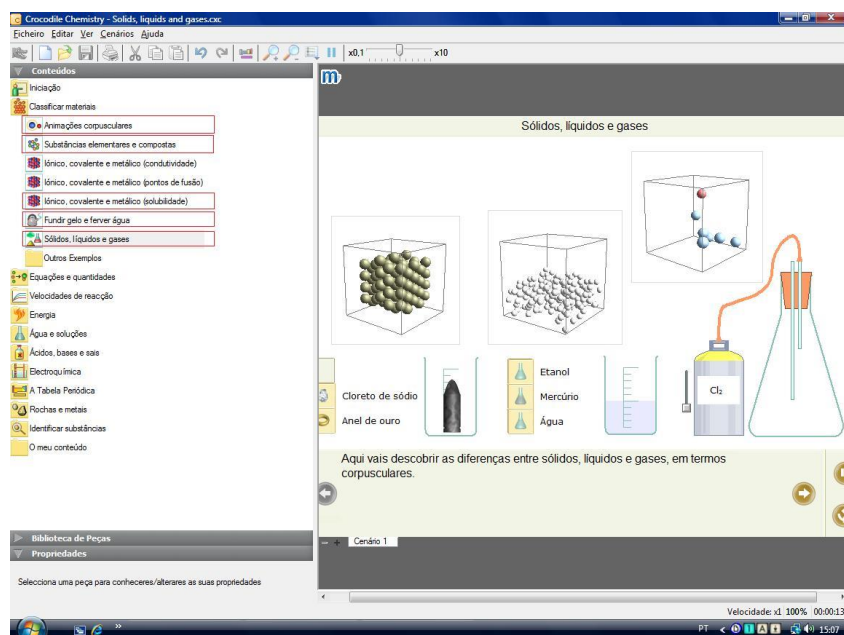 Crocodile Chemistry - Solids, liquids and gases.cxc
Ficheiro Editar Ver Cenários Ajuda
x0,1 x10
Conteúdos
Iniciação
Classificar materiais
Animações corpusculares
Substâncias elementares e compostas
Iónico, covalente e metálico (condutividade)
Iónico, covalente e metálico (pontos de fusão)
Iónico, covalente e metálico (solubilidade)
Fundir gelo e ferver água
Sólidos, líquidos e gases
Outros Exemplos
Equações e quantidades
Velocidades de reacção
Energia
Água e soluções
Ácidos, bases e sais
Electroquímica
A Tabela Periódica
Rochas e metais
Identificar substâncias
O meu conteúdo
Biblioteca de Peças
Propriedades
Selecciona uma peça para conheceres/alterares as suas propriedades
m
Sólidos, líquidos e gases
Cloreto de sódio
Anel de ouro
Etanol
Mercúrio
Água
Cl₂
Aqui vais descobrir as diferenças entre sólidos, líquidos e gases, em termos
corpusculares.
Cenário 1
Velocidade: x1 100% 00:00:13
PT 15:07